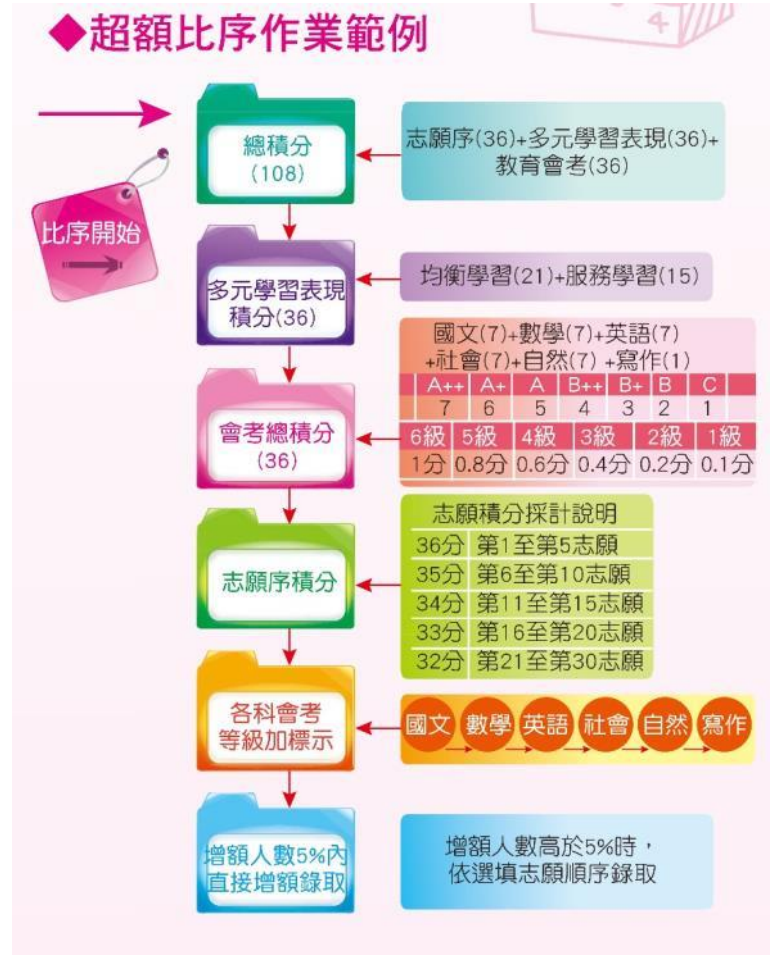 ◆超額比序作業範例
4
比序開始
總積分
(108)
志願序(36)+多元學習表現(36)+
教育會考(36)
多元學習表現
積分(36)
均衡學習(21)+服務學習(15)
會考總積分
(36)
國文(7)+數學(7)+英語(7)
+社會(7)+自然(7) +寫作(1)
A++ A+ A B++ B+ B C
7 6 5 4 3 2 1
6級 5級 4級 3級 2級 1級
1分 0.8分 0.6分 0.4分 0.2分 0.1分
志願序積分
志願積分採計說明
36分 第1至第5志願
35分 第6至第10志願
34分 第11至第15志願
33分 第16至第20志願
32分 第21至第30志願
各科會考
等級加標示
國文 數學 英語 社會 自然 寫作
增額人數5%內
直接增額錄取
增額人數高於5%時，
依選填志願順序錄取